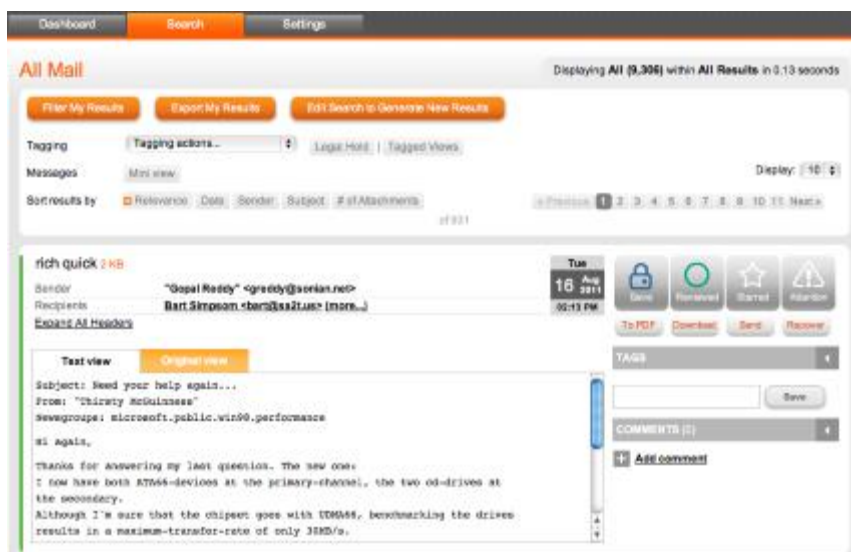 Dashboard Search Settings
All Mail
Displaying All (9,306) within All Results in 0.13 seconds
Filter My Results Export My Results Edit Search to Generate New Results
Tagging Tagging actions... Legal Hold | Tagged Views
Messages Mini view Display: 10
Sort results by Relevance Date Sender Subject # of Attachments « Previous 1 2 3 4 5 6 7 8 9 10 11 Next »
of 931
rich quick 2 KB
Tue
16 Aug 2011
05:13 PM
Sender "Gopal Reddy" <greddy@sonian.net>
Recipients Bart Simpsom <bart@sa2t.us> (more...)
Expand All Headers
Save Reviewed Starred Attention
To PDF Download Send Recover
Text view Original view
Subject: Need your help again...
From: "Thirsty McGuinness"
Newsgroups: microsoft.public.win98.performance
Hi again,
Thanks for answering my last question. The new one:
I now have both ATA66-devices at the primary-channel, the two cd-drives at
the secondary.
Although I'm sure that the chipset goes with UDMA66, benchmarking the drives
results in a maximum-transfer-rate of only 30MB/s.
TAGS
Save
COMMENTS (0)
Add comment